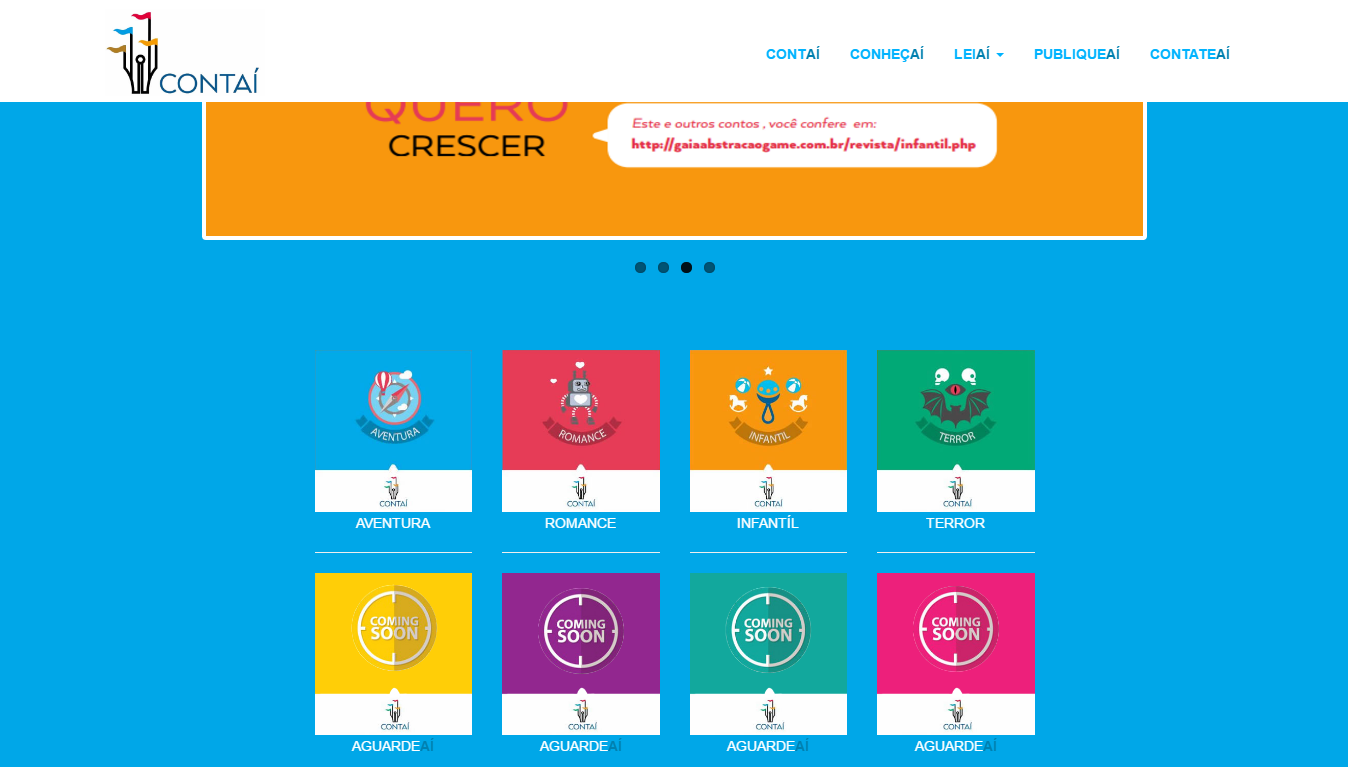 CONTAÍ
CONTAÍ CONHEÇAÍ LEIAÍ PUBLIQUEAÍ CONTATEAÍ
QUERO
CRESCER
Este e outros contos , você confere em:
http://gaiaabstracaogame.com.br/revista/infantil.php
AVENTURA ROMANCE INFANTIL TERROR
CONTAÍ CONTAÍ CONTAÍ CONTAÍ
AVENTURA ROMANCE INFANTÍL TERROR
COMING COMING COMING COMING
SOON SOON SOON SOON
CONTAÍ CONTAÍ CONTAÍ CONTAÍ
AGUARDEAÍ AGUARDEAÍ AGUARDEAÍ AGUARDEAÍ